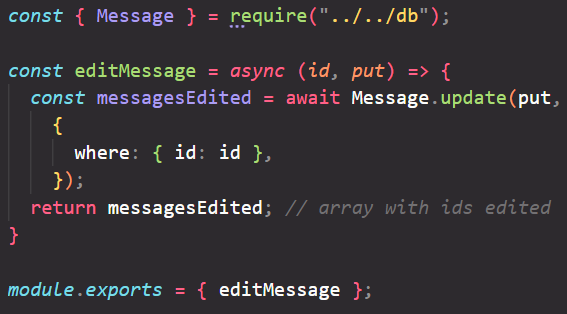 const { Message } = require("../../db");
const editMessage = async (id, put) => {
const messagesEdited = await Message.update(put,
{
where: { id: id },
});
return messagesEdited; // array with ids edited
}
module.exports = { editMessage };